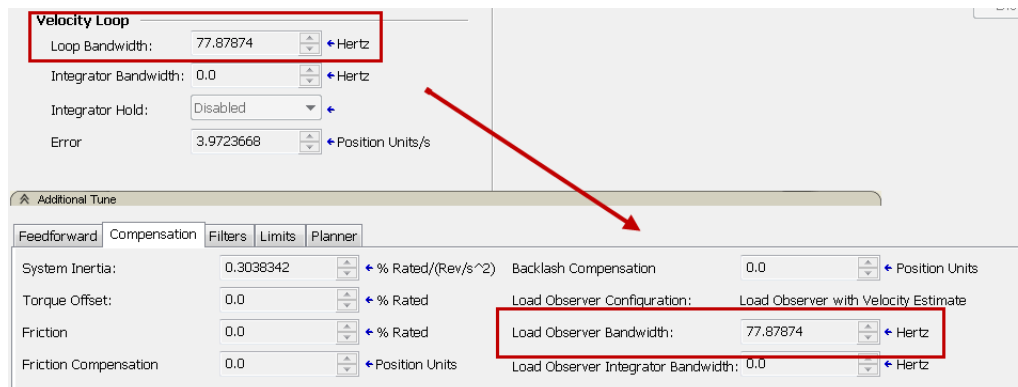 Velocity Loop
Loop Bandwidth: 77.87874 Hertz
Integrator Bandwidth: 0.0 Hertz
Integrator Hold: Disabled
Error 3.9723668 Position Units/s
Additional Tune
Feedforward Compensation Filters Limits Planner
System Inertia: 0.3038342 % Rated/(Rev/s^2) Backlash Compensation 0.0 Position Units
Torque Offset: 0.0 % Rated Load Observer Configuration: Load Observer with Velocity Estimate
Friction 0.0 % Rated Load Observer Bandwidth: 77.87874 Hertz
Friction Compensation 0.0 Position Units Load Observer Integrator Bandwidth: 0.0 Hertz